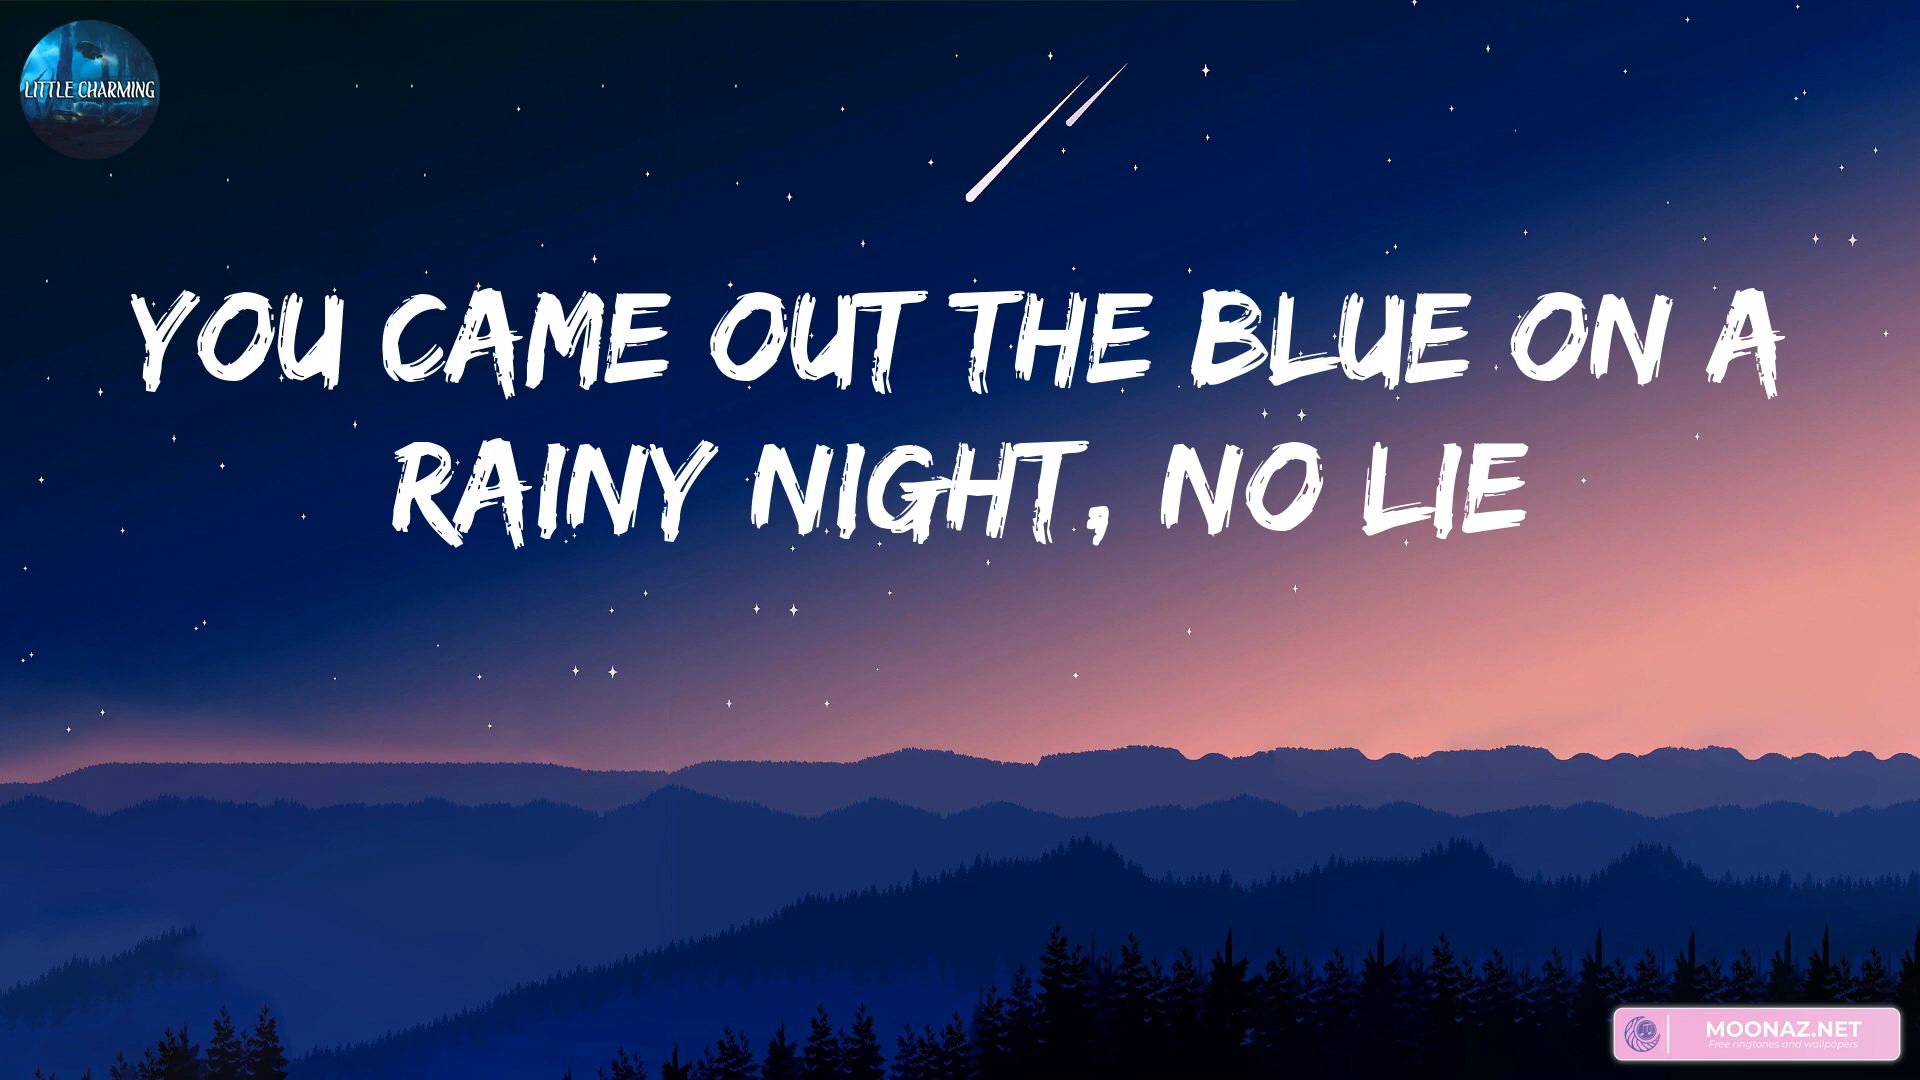 LITTLE CHARMING
YOU CAME OUT THE BLUE ON A
RAINY NIGHT, NO LIE
MOONAZ.NET
Free ringtones and wallpapers